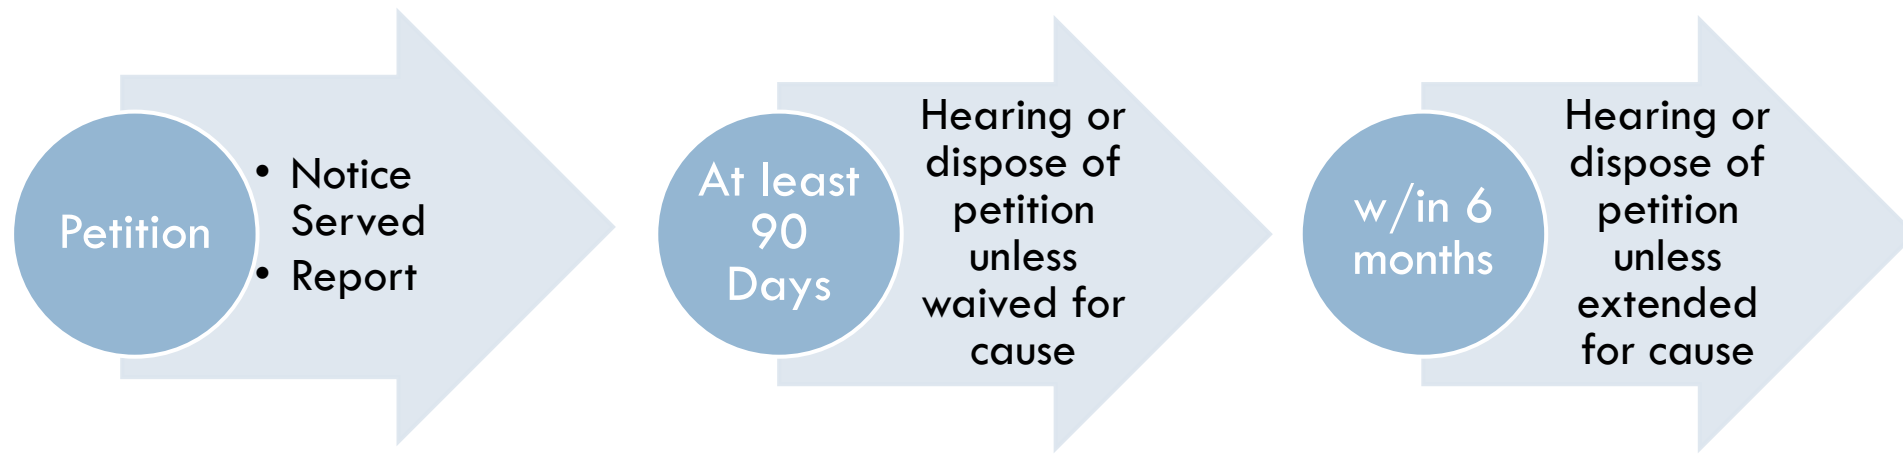 Petition
• Notice
Served
• Report
At least
90
Days
Hearing or
dispose of
petition
unless
waived for
cause
w/in 6
months
Hearing or
dispose of
petition
unless
extended
for cause